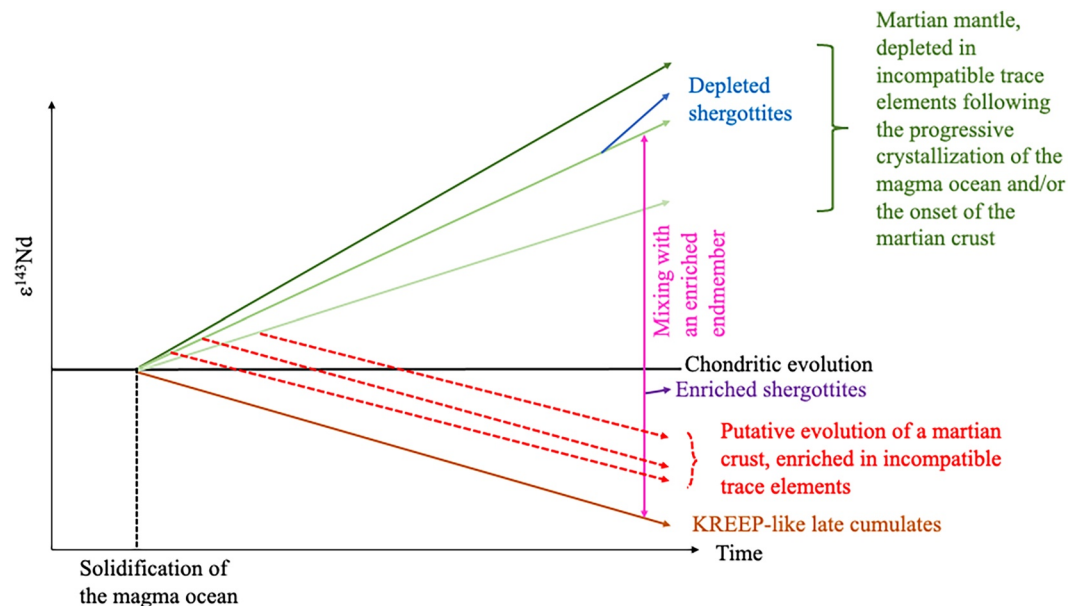 Martian mantle,
depleted in
incompatible trace
elements following
the progressive
crystallization of the
magma ocean and/or
the onset of the
martian crust
Depleted
shergottites
ε¹⁴³Nd
Mixing with
an enriched
endmember
Chondritic evolution
Enriched shergottites
Putative evolution of a martian
crust, enriched in incompatible
trace elements
KREEP-like late cumulates
Time
Solidification of
the magma ocean